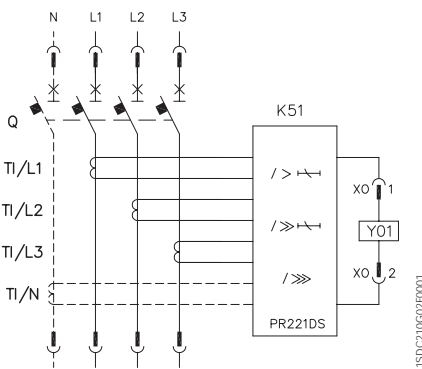 N L1 L2 L3
Q
K51
TI/L1
TI/L2
TI/L3
TI/N
/ >
/ >>
/ >>>
PR221DS
X0 1
Y01
X0 2
1SDC210G02F0001